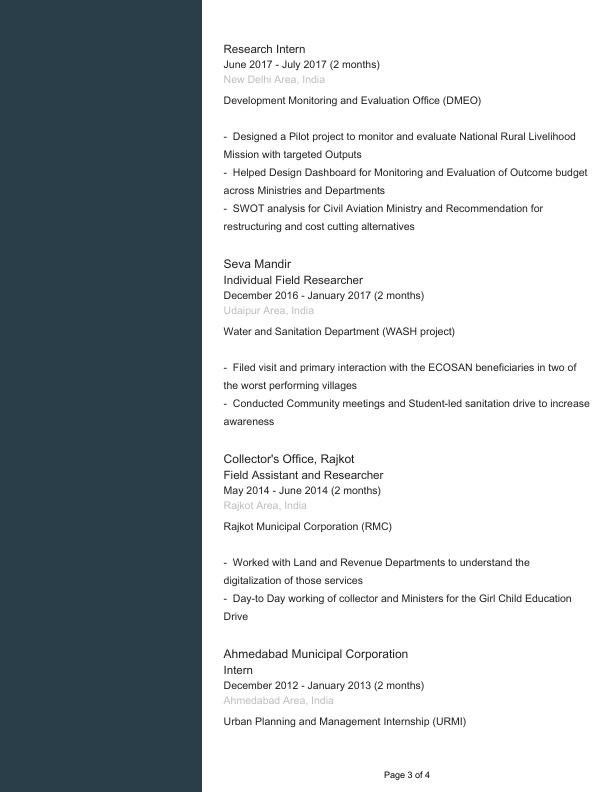 Research Intern
June 2017 - July 2017 (2 months)
New Delhi Area, India
Development Monitoring and Evaluation Office (DMEO)
- Designed a Pilot project to monitor and evaluate National Rural Livelihood
Mission with targeted Outputs
- Helped Design Dashboard for Monitoring and Evaluation of Outcome budget
across Ministries and Departments
- SWOT analysis for Civil Aviation Ministry and Recommendation for
restructuring and cost cutting alternatives
Seva Mandir
Individual Field Researcher
December 2016 - January 2017 (2 months)
Udaipur Area, India
Water and Sanitation Department (WASH project)
- Filed visit and primary interaction with the ECOSAN beneficiaries in two of
the worst performing villages
- Conducted Community meetings and Student-led sanitation drive to increase
awareness
Collector's Office, Rajkot
Field Assistant and Researcher
May 2014 - June 2014 (2 months)
Rajkot Area, India
Rajkot Municipal Corporation (RMC)
- Worked with Land and Revenue Departments to understand the
digitalization of those services
- Day-to Day working of collector and Ministers for the Girl Child Education
Drive
Ahmedabad Municipal Corporation
Intern
December 2012 - January 2013 (2 months)
Ahmedabad Area, India
Urban Planning and Management Internship (URMI)
Page 3 of 4